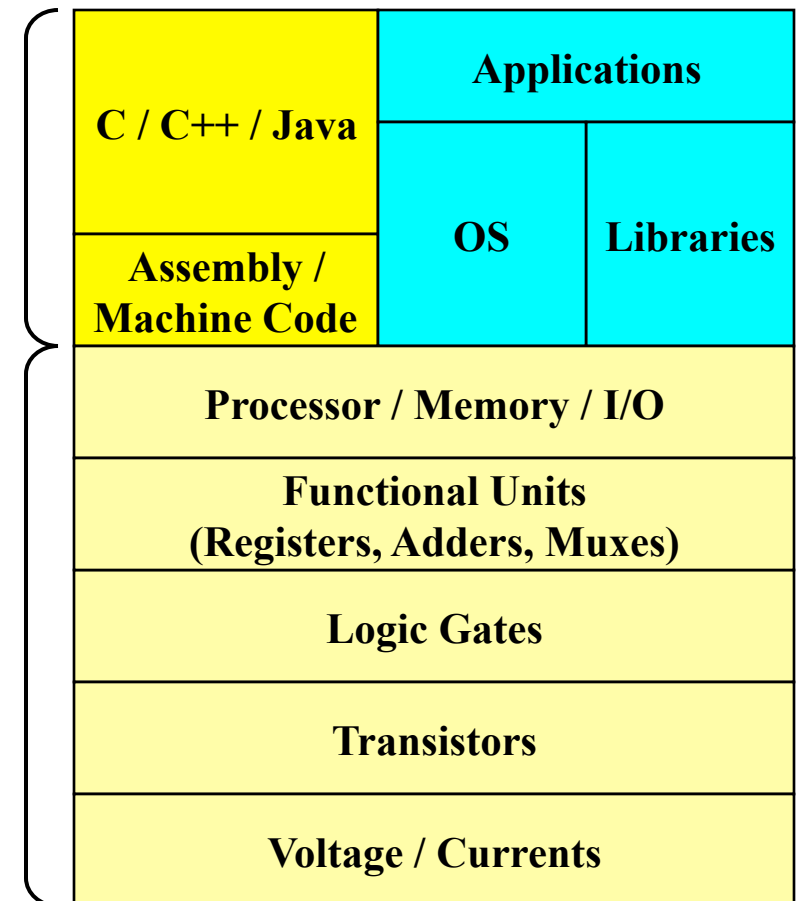 C / C++ / Java
Applications
OS
Libraries
Assembly /
Machine Code
Processor / Memory / I/O
Functional Units
(Registers, Adders, Muxes)
Logic Gates
Transistors
Voltage / Currents